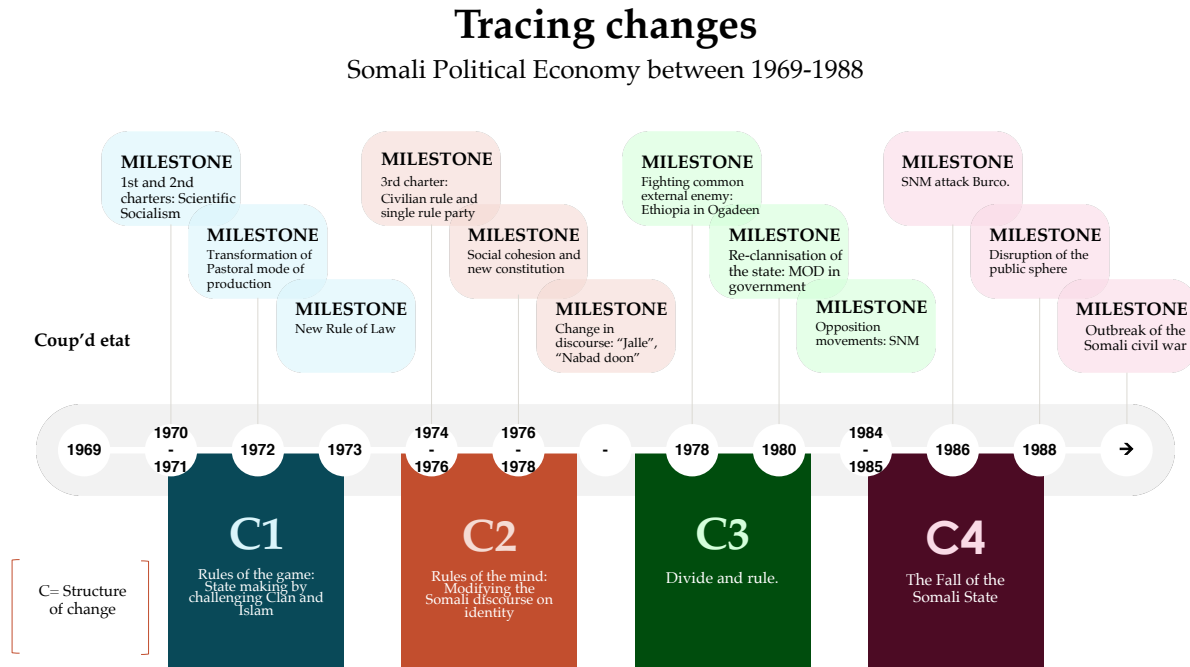 Tracing changes
Somali Political Economy between 1969-1988
MILESTONE
1st and 2nd
charters: Scientific
Socialism
MILESTONE
Transformation of
Pastoral mode of
production
MILESTONE
New Rule of Law
MILESTONE
3rd charter:
Civilian rule and
single rule party
MILESTONE
Social cohesion and
new constitution
MILESTONE
Change in
discourse: “Jalle”,
“Nabad doon”
MILESTONE
Fighting common
external enemy:
Ethiopia in Ogadeen
MILESTONE
Re-clannisation of
the state: MOD in
government
MILESTONE
Opposition
movements: SNM
MILESTONE
SNM attack Burco.
MILESTONE
Disruption of the
public sphere
MILESTONE
Outbreak of the
Somali civil war
Coup’d etat
1969
1970
-
1971
1972
1973
1974
-
1976
1976
-
1978
-
1978
1980
1984
-
1985
1986
1988
→
C= Structure
of change
C1
Rules of the game:
State making by
challenging Clan and
Islam
C2
Rules of the mind:
Modifying the
Somali discourse on
identity
C3
Divide and rule.
C4
The Fall of the
Somali State